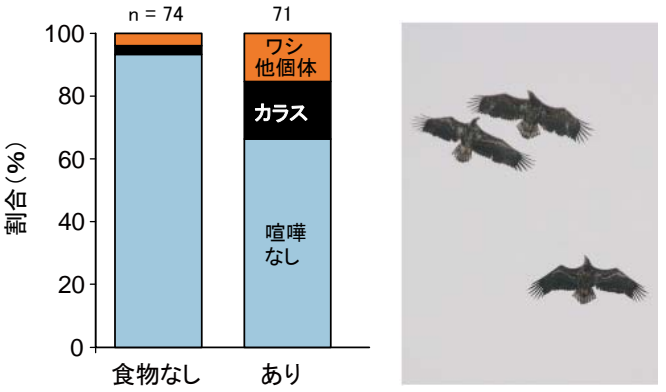 n = 74
71
100
80
60
40
20
0
割合(%)
ワシ
他個体
カラス
喧嘩
なし
食物なし
あり